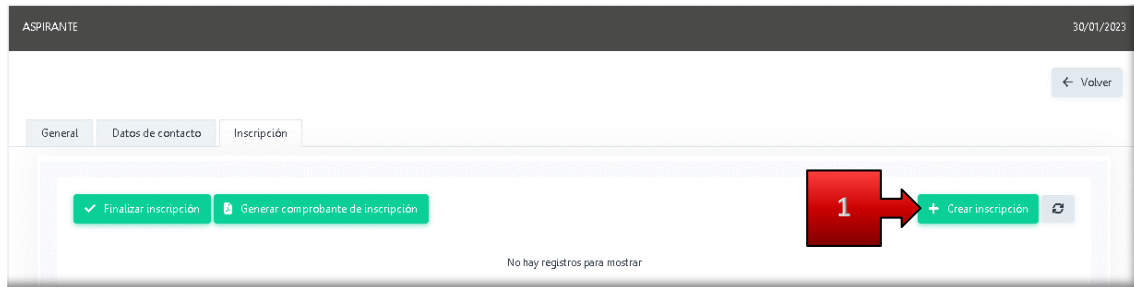 ASPIRANTE 30/01/2023
Volver
General Datos de contacto Inscripción
Finalizar inscripción Generar comprobante de inscripción 1 Crear inscripción
No hay registros para mostrar